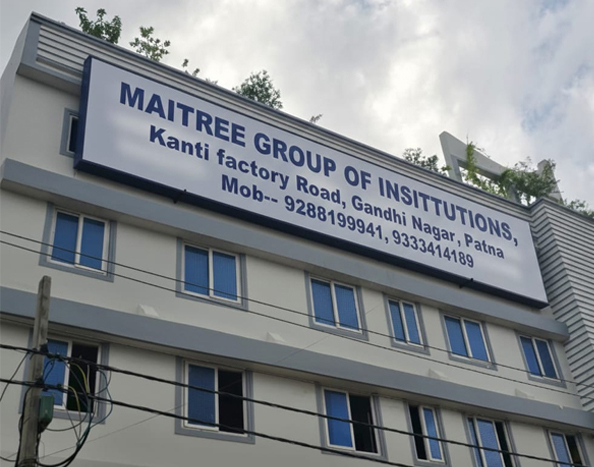 MAITREE GROUP OF INSITTUTIONS,
Kanti factory Road, Gandhi Nagar, Patna
Mob-- 9288199941, 9333414189